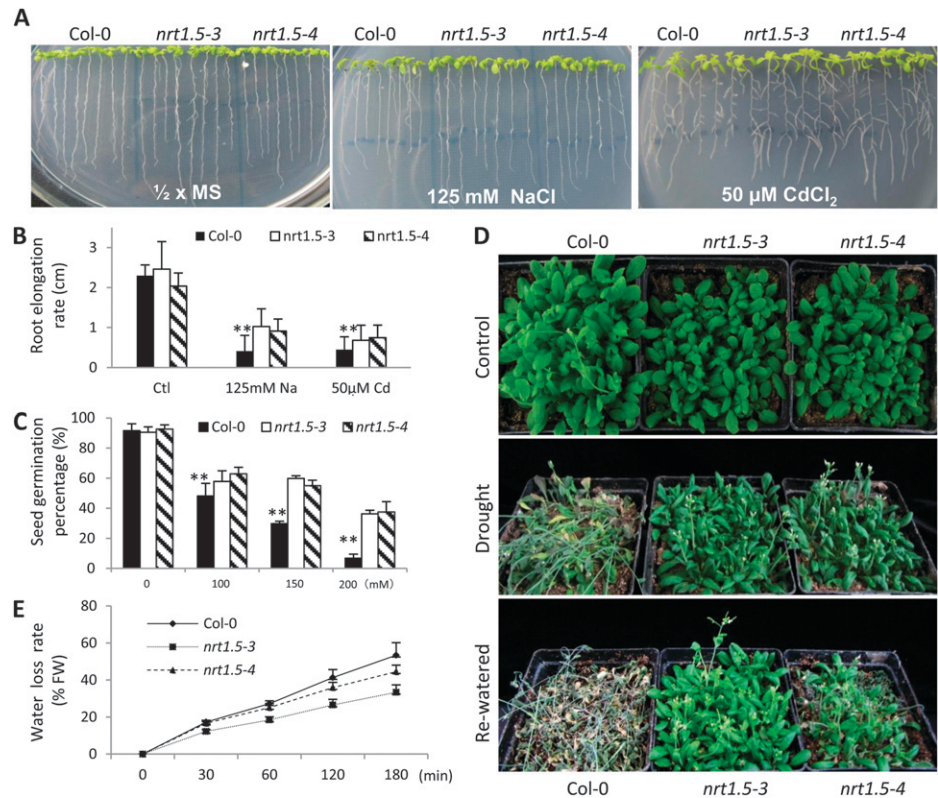 A
Col-0 nrt1.5-3 nrt1.5-4 Col-0 nrt1.5-3 nrt1.5-4 Col-0 nrt1.5-3 nrt1.5-4
½ x MS
125 mM NaCl
50 µM CdCl₂
B
Col-0 nrt1.5-3 nrt1.5-4
Root elongation
rate (cm)
3
2
1
0
** **
Ctl 125mM Na 50µM Cd
C
Col-0 nrt1.5-3 nrt1.5-4
Seed germination
percentage (%)
100
80
60
40
20
0
** ** **
0 100 150 200 (mM)
E
Col-0
nrt1.5-3
nrt1.5-4
Water loss rate
(% FW)
80
60
40
20
0
0 30 60 120 180 (min)
D
Col-0 nrt1.5-3 nrt1.5-4
Control
Drought
Re-watered
Col-0 nrt1.5-3 nrt1.5-4